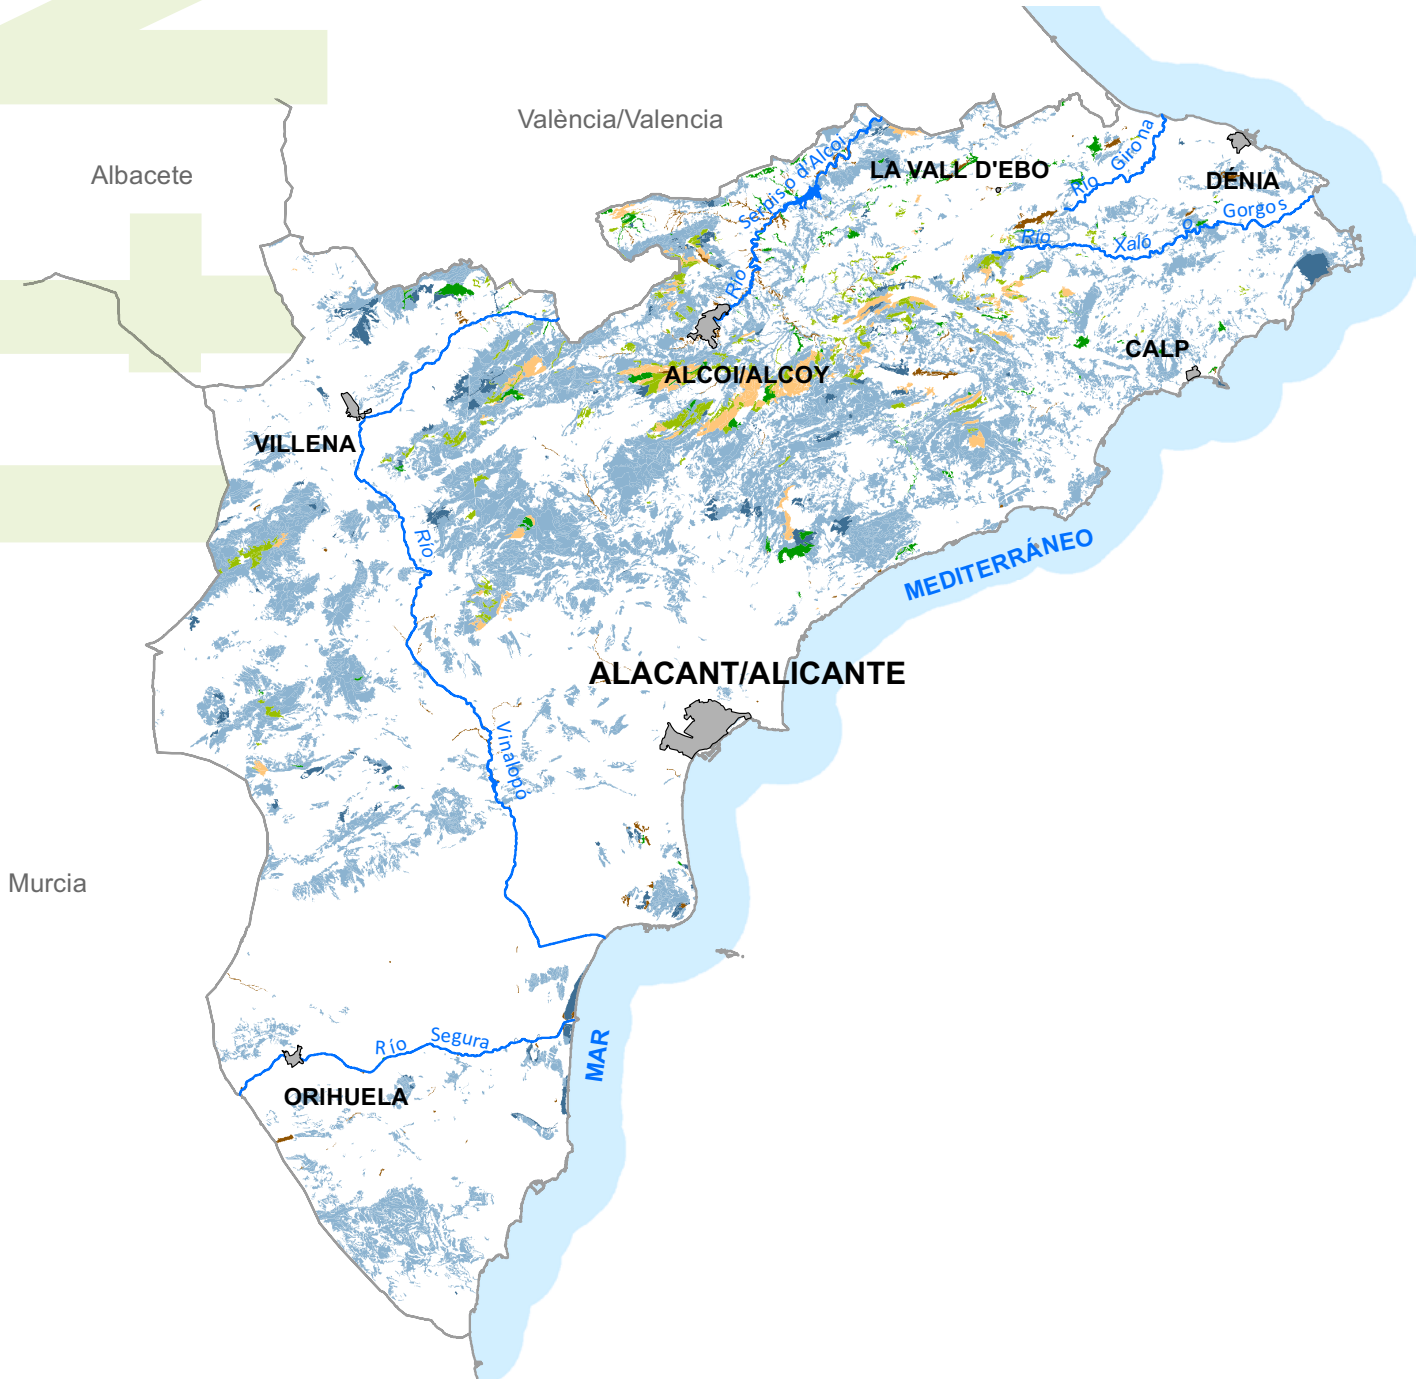 València/Valencia
Albacete
Serpis o d'Alcoi
Río
LA VALL D'EBO
Río Girona
DÉNIA
Río Xaló o Gorgos
CALP
ALCOI/ALCOY
VILLENA
Río Vinalopó
MEDITERRÁNEO
ALACANT/ALICANTE
Murcia
Río Segura
MAR
ORIHUELA